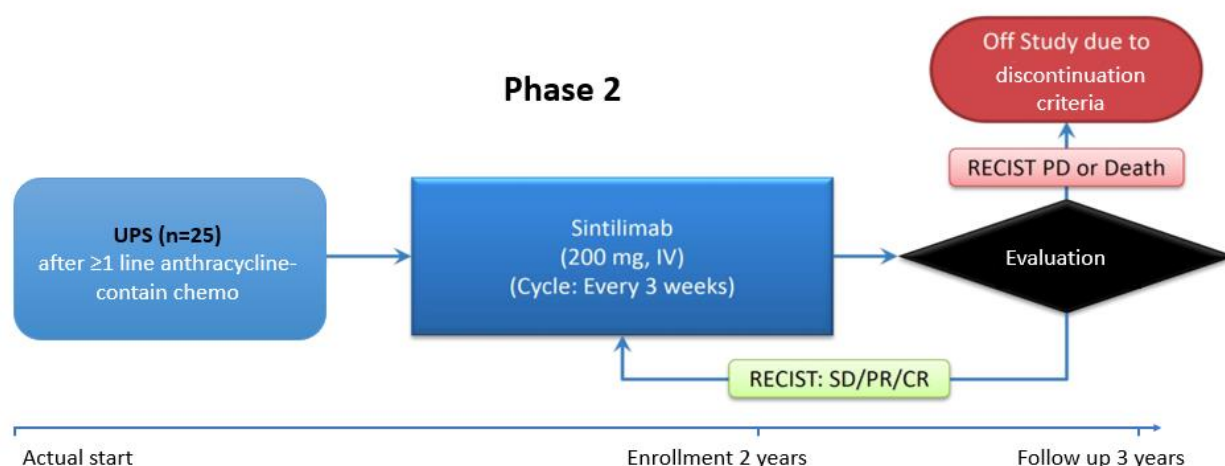 Phase 2
Off Study due to
discontinuation
criteria
RECIST PD or Death
UPS (n=25)
after ≥1 line anthracycline-
contain chemo
Sintilimab
(200 mg, IV)
(Cycle: Every 3 weeks)
Evaluation
RECIST: SD/PR/CR
Actual start
Enrollment 2 years
Follow up 3 years